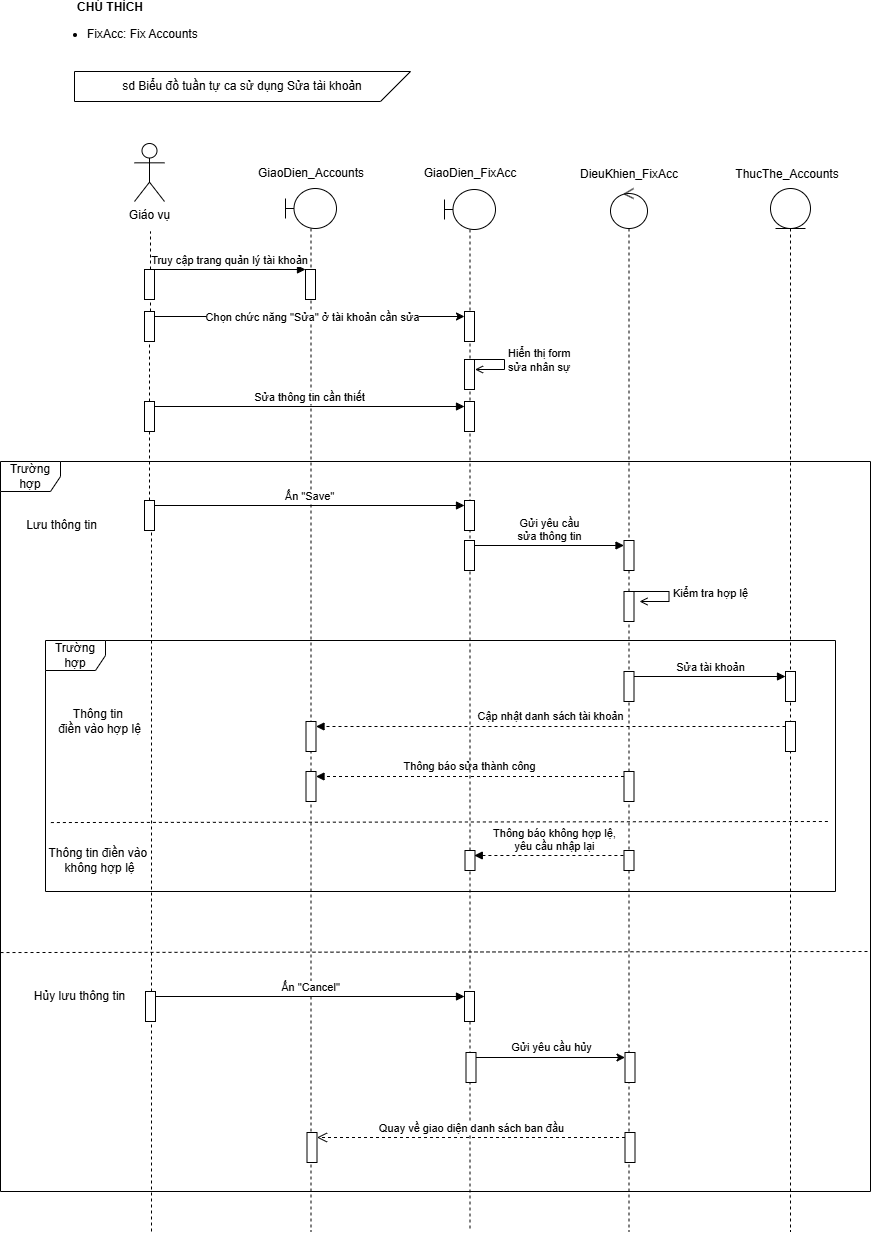 CHÚ THÍCH
FixAcc: Fix Accounts
sd Biểu đồ tuần tự ca sử dụng Sửa tài khoản
GiaoDien_Accounts
GiaoDien_FixAcc
DieuKhien_FixAcc
ThucThe_Accounts
Giáo vụ
Truy cập trang quản lý tài khoản
Chọn chức năng "Sửa" ở tài khoản cần sửa
Hiển thị form
sửa nhân sự
Sửa thông tin cần thiết
Trường
hợp
Ấn "Save"
Lưu thông tin
Gửi yêu cầu
sửa thông tin
Kiểm tra hợp lệ
Trường
hợp
Sửa tài khoản
Thông tin
điền vào hợp lệ
Cập nhật danh sách tài khoản
Thông báo sửa thành công
Thông báo không hợp lệ,
yêu cầu nhập lại
Thông tin điền vào
không hợp lệ
Ấn "Cancel"
Hủy lưu thông tin
Gửi yêu cầu hủy
Quay về giao diện danh sách ban đầu